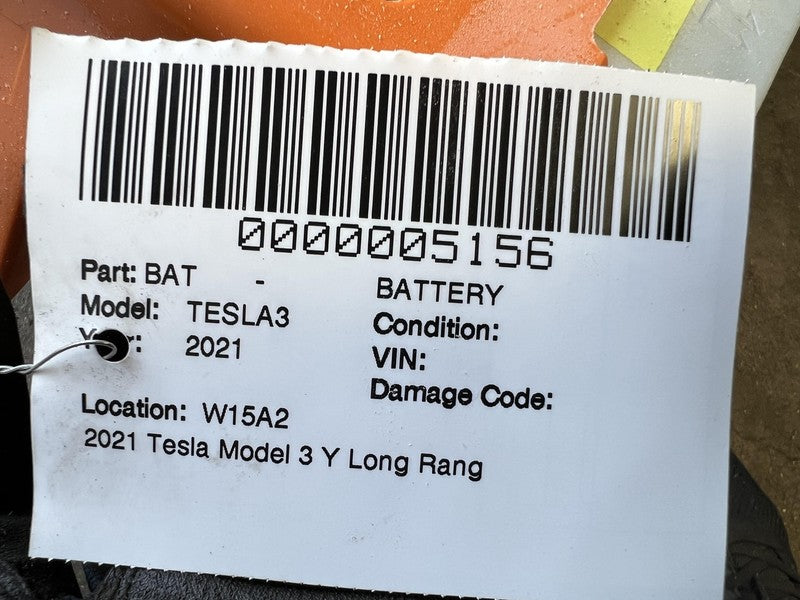 0000005156
Part: BAT -
BATTERY
Model: TESLA3
Condition:
2021
VIN:
Damage Code:
Location: W15A2
2021 Tesla Model 3 Y Long Rang